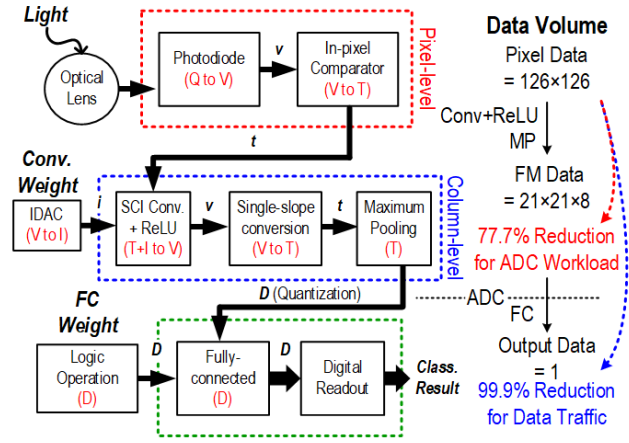 Light
Optical
Lens
Photodiode
(Q to V)
v
In-pixel
Comparator
(V to T)
Pixel-level
t
Conv.
Weight
IDAC
(V to I)
i
SCI Conv.
+ ReLU
(T+I to V)
v
Single-slope
conversion
(V to T)
t
Maximum
Pooling
(T)
Column-level
D (Quantization)
FC
Weight
Logic
Operation
(D)
D
Fully-
connected
(D)
D
Digital
Readout
Class.
Result
Data Volume
Pixel Data
= 126×126
Conv+ReLU
MP
FM Data
= 21×21×8
77.7% Reduction
for ADC Workload
ADC
FC
Output Data
= 1
99.9% Reduction
for Data Traffic